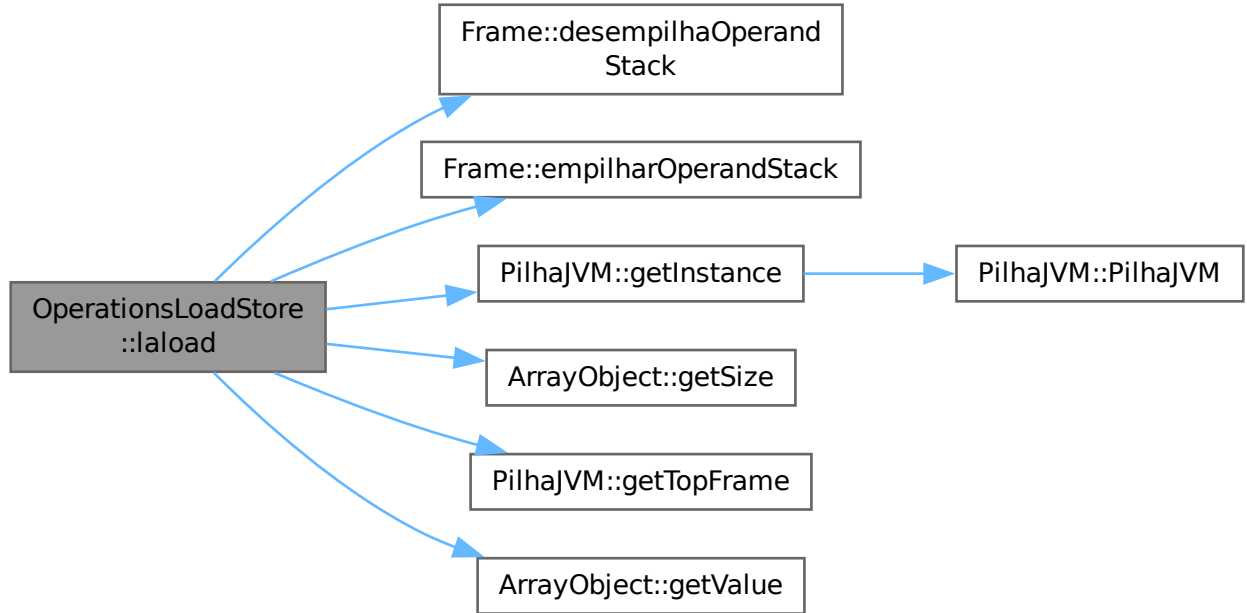 Frame::desempilhaOperand
Stack
Frame::empilharOperandStack
PilhaJVM::getInstance
PilhaJVM::PilhaJVM
OperationsLoadStore
::laload
ArrayObject::getSize
PilhaJVM::getTopFrame
ArrayObject::getValue